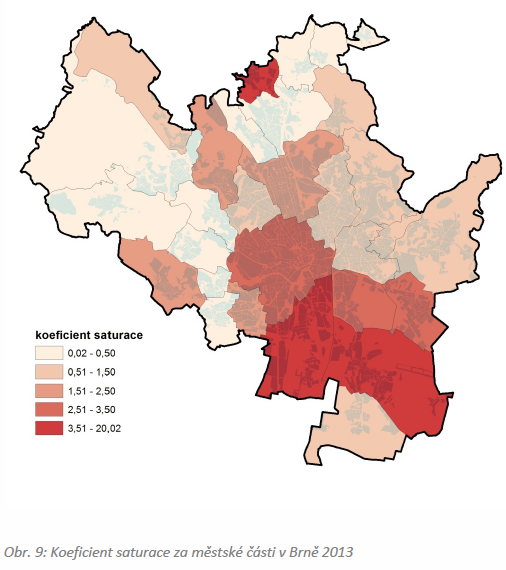 koeficient saturace
0,02 - 0,50
0,51 - 1,50
1,51 - 2,50
2,51 - 3,50
3,51 - 20,02
Obr. 9: Koeficient saturace za městské části v Brně 2013